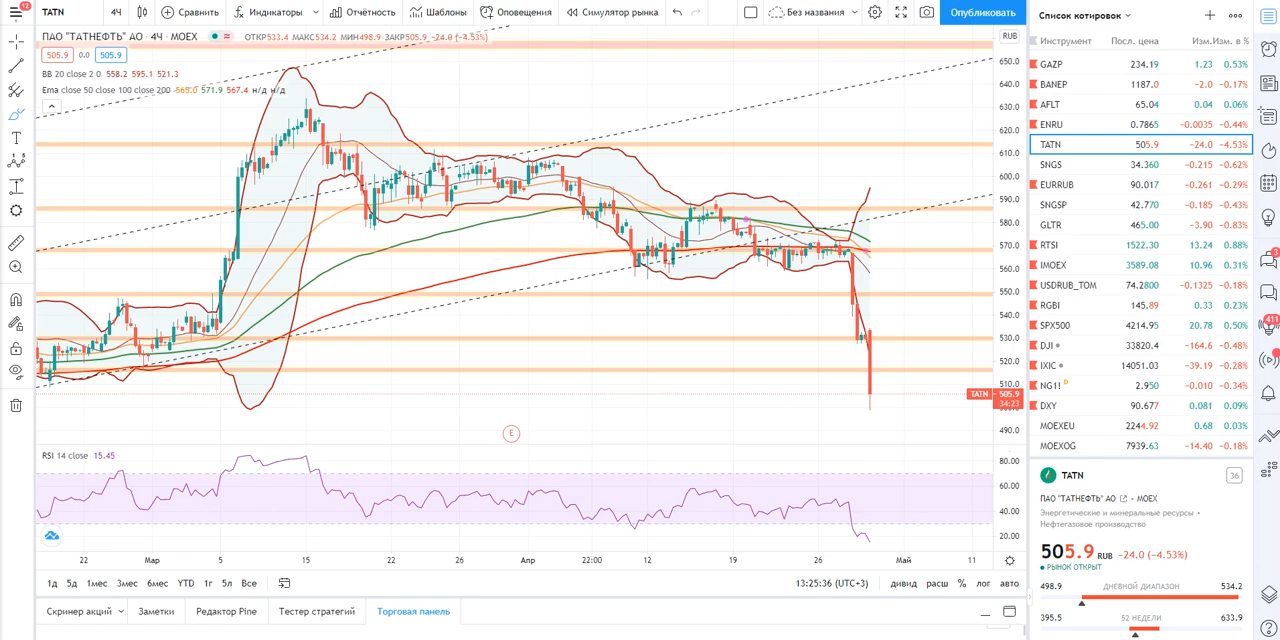 12
TATN
4Ч
Сравнить
Индикаторы
Отчётность
Шаблоны
Оповещения
Симулятор рынка
Без названия
Опубликовать
ПАО "ТАТНЕФТЬ" АО · 4Ч · MOEX
ОТКР533.4 МАКС534.2 МИН498.9 ЗАКР505.9 −24.0 (−4.53%)
505.9 0.0 505.9
BB 20 close 2 0 558.2 595.1 521.3
Ema close 50 close 100 close 200 565.0 571.9 567.4 н/д н/д
RUB
650.0
640.0
630.0
620.0
610.0
600.0
590.0
580.0
570.0
560.0
550.0
540.0
530.0
520.0
510.0
TATN 505.9
34:23
490.0
E
RSI 14 close 15.45
80.00
60.00
40.00
20.00
22 Мар 5 15 22 26 Апр 22:00 12 19 26 Май 11
1д 5д 1мес 3мес 6мес YTD 1г 5л Все
13:25:36 (UTC+3) дивид расш % лог авто
Скринер акций Заметки Редактор Pine Тестер стратегий Торговая панель
Список котировок
Инструмент Посл. цена Изм. Изм. в %
GAZP 234.19 1.23 0.53%
BANEP 1187.0 −2.0 −0.17%
AFLT 65.04 0.04 0.06%
ENRU 0.7865 −0.0035 −0.44%
TATN 505.9 −24.0 −4.53%
SNGS 34.360 −0.215 −0.62%
EURRUB 90.017 −0.261 −0.29%
SNGSP 42.770 −0.185 −0.43%
GLTR 465.00 −3.90 −0.83%
RTSI 1522.30 13.24 0.88%
IMOEX 3589.08 10.96 0.31%
USDRUB_TOM 74.2800 −0.1325 −0.18%
RGBI 145.89 0.33 0.23%
SPX500 4214.95 20.78 0.50%
DJI 33820.4 −164.6 −0.48%
IXIC 14051.03 −39.19 −0.28%
NG1! D 2.950 −0.010 −0.34%
DXY 90.677 0.081 0.09%
MOEXEU 2244.92 0.68 0.03%
MOEXOG 7939.63 −14.40 −0.18%
TATN
36
ПАО "ТАТНЕФТЬ" АО • MOEX
Энергетические и минеральные ресурсы •
Нефтегазовое производство
505.9 RUB −24.0 (−4.53%)
РЫНОК ОТКРЫТ
498.9 ДНЕВНОЙ ДИАПАЗОН 534.2
395.5 52 НЕДЕЛИ 633.9
3
411